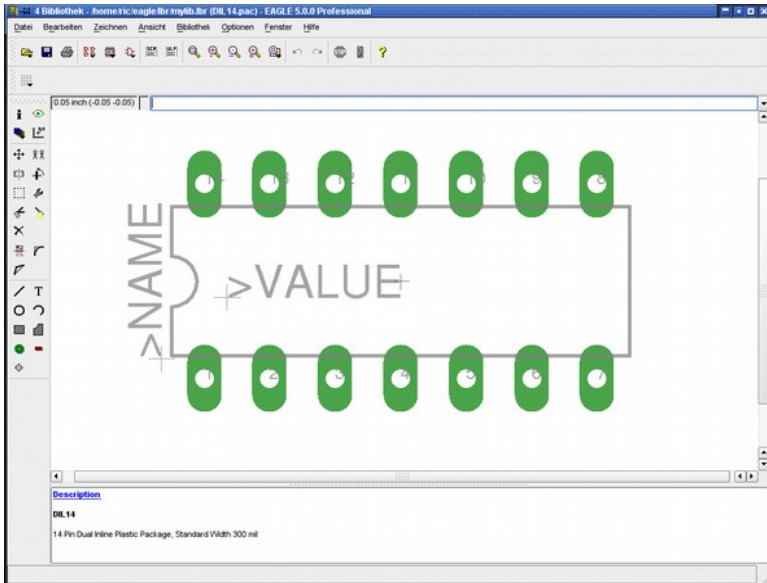 4 Bibliothek - /home/ric/eagle/lbr/mylib.lbr (DIL14.pac) - EAGLE 5.0.0 Professional
Datei Bearbeiten Zeichnen Ansicht Bibliothek Optionen Fenster Hilfe
0.05 inch (-0.05 -0.05)
14 13 12 11 10 9 8
>NAME
>VALUE
1 2 3 4 5 6 7
Description
DIL14
14 Pin Dual Inline Plastic Package, Standard Width 300 mil